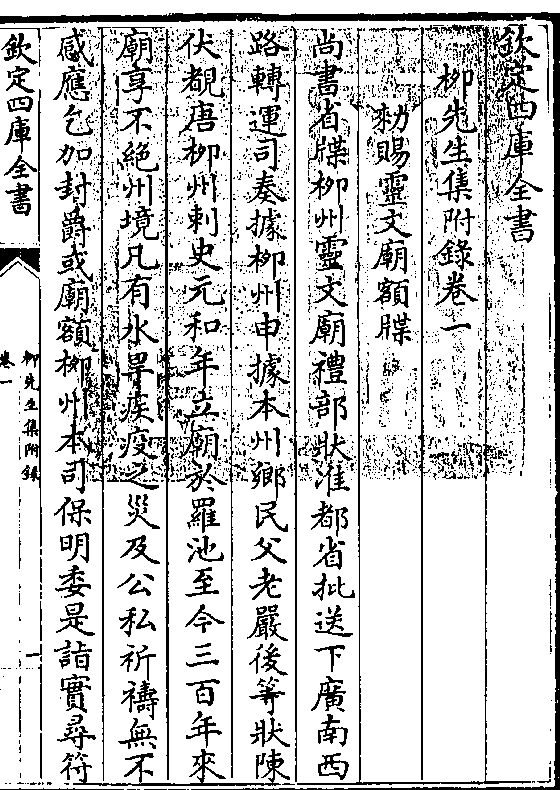 欽定四庫全書
柳先生集附錄卷一
勑賜靈文廟額牒
尚書省牒柳州靈文廟禮部狀准都省批送下廣南西
路轉運司奏據柳州申據本州鄉民父老嚴後等狀陳
伏覩唐柳州刺史元和年立廟於羅池至今三百年來
廟享不絕州境凡有水旱疾疫之災及公私祈禱無不
感應乞加封爵或廟額柳州本司保明委是詣實尋符
欽定四庫全書
柳先生集附錄
卷一
一